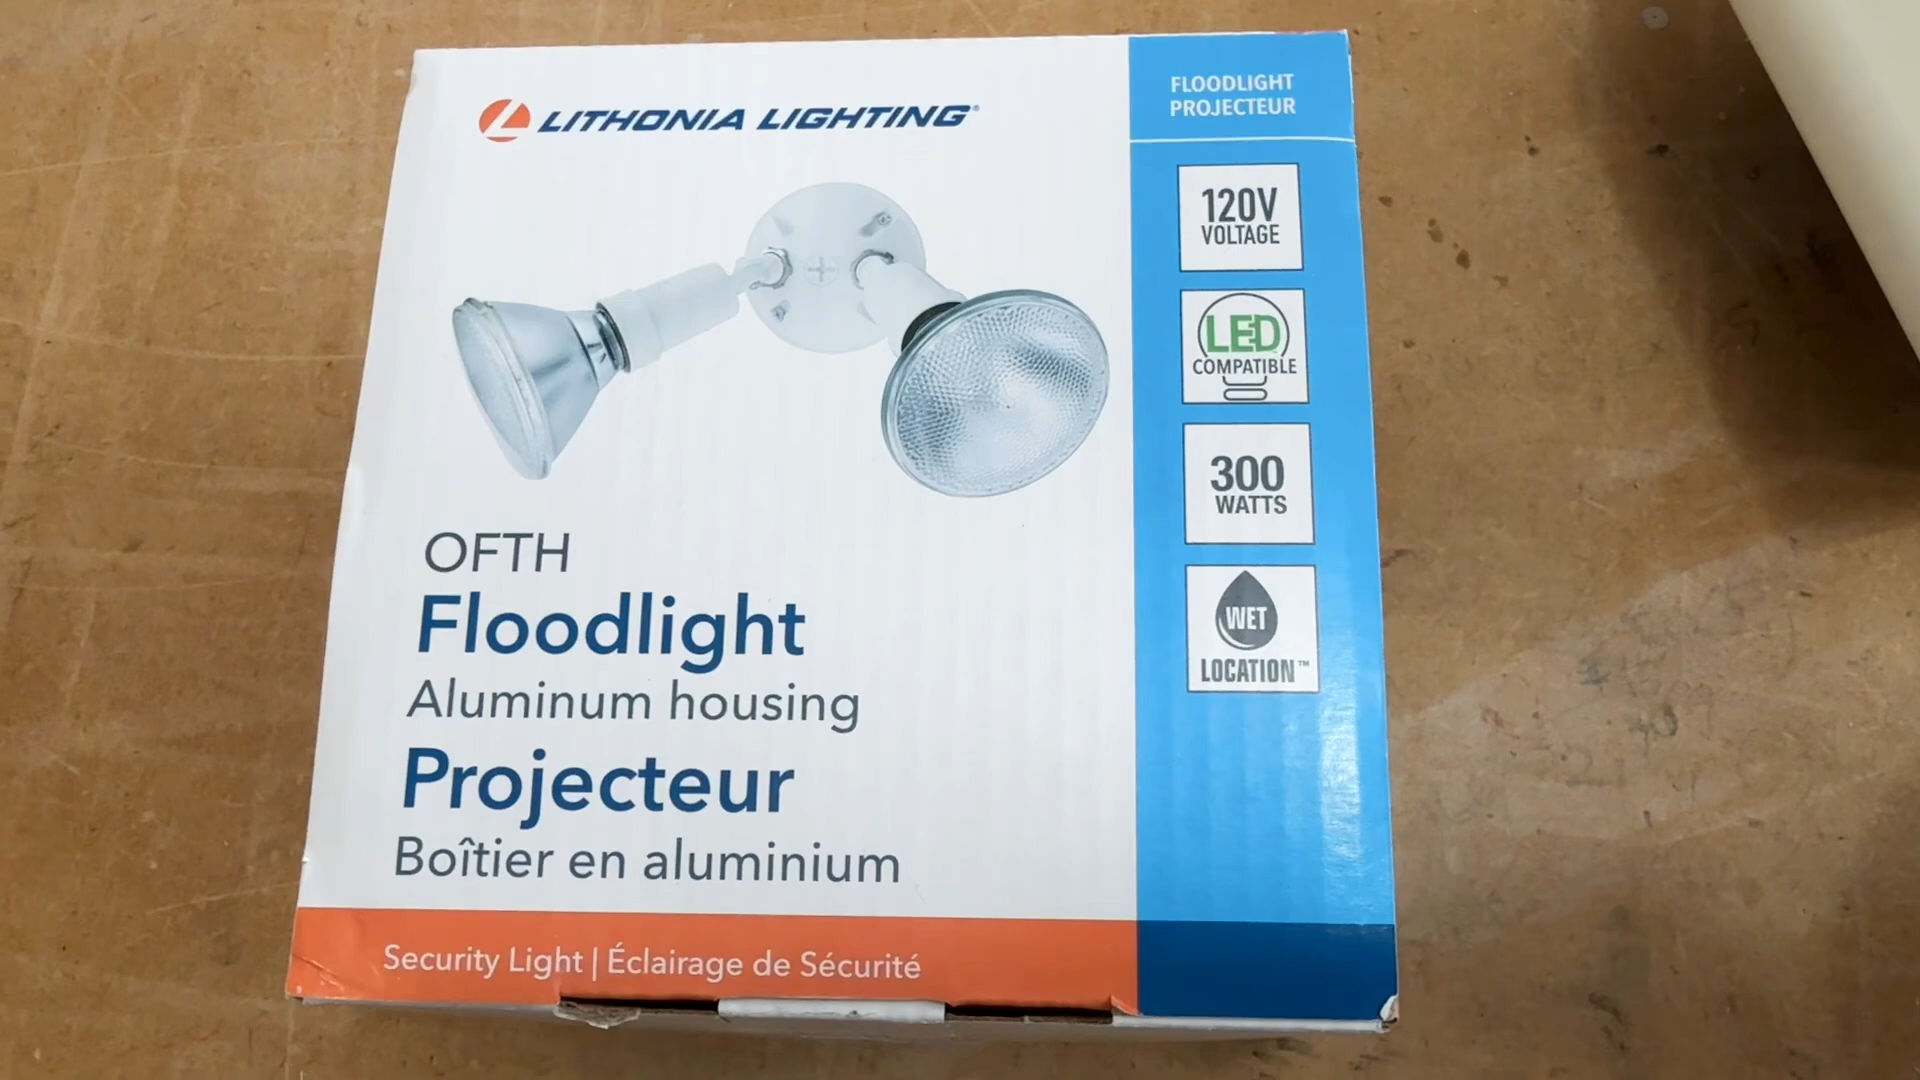 LITHONIA LIGHTING®
OFTH
Floodlight
Aluminum housing
Projecteur
Boîtier en aluminium
Security Light | Éclairage de Sécurité
FLOODLIGHT
PROJECTEUR
120V
VOLTAGE
LED
COMPATIBLE
300
WATTS
WET
LOCATION™